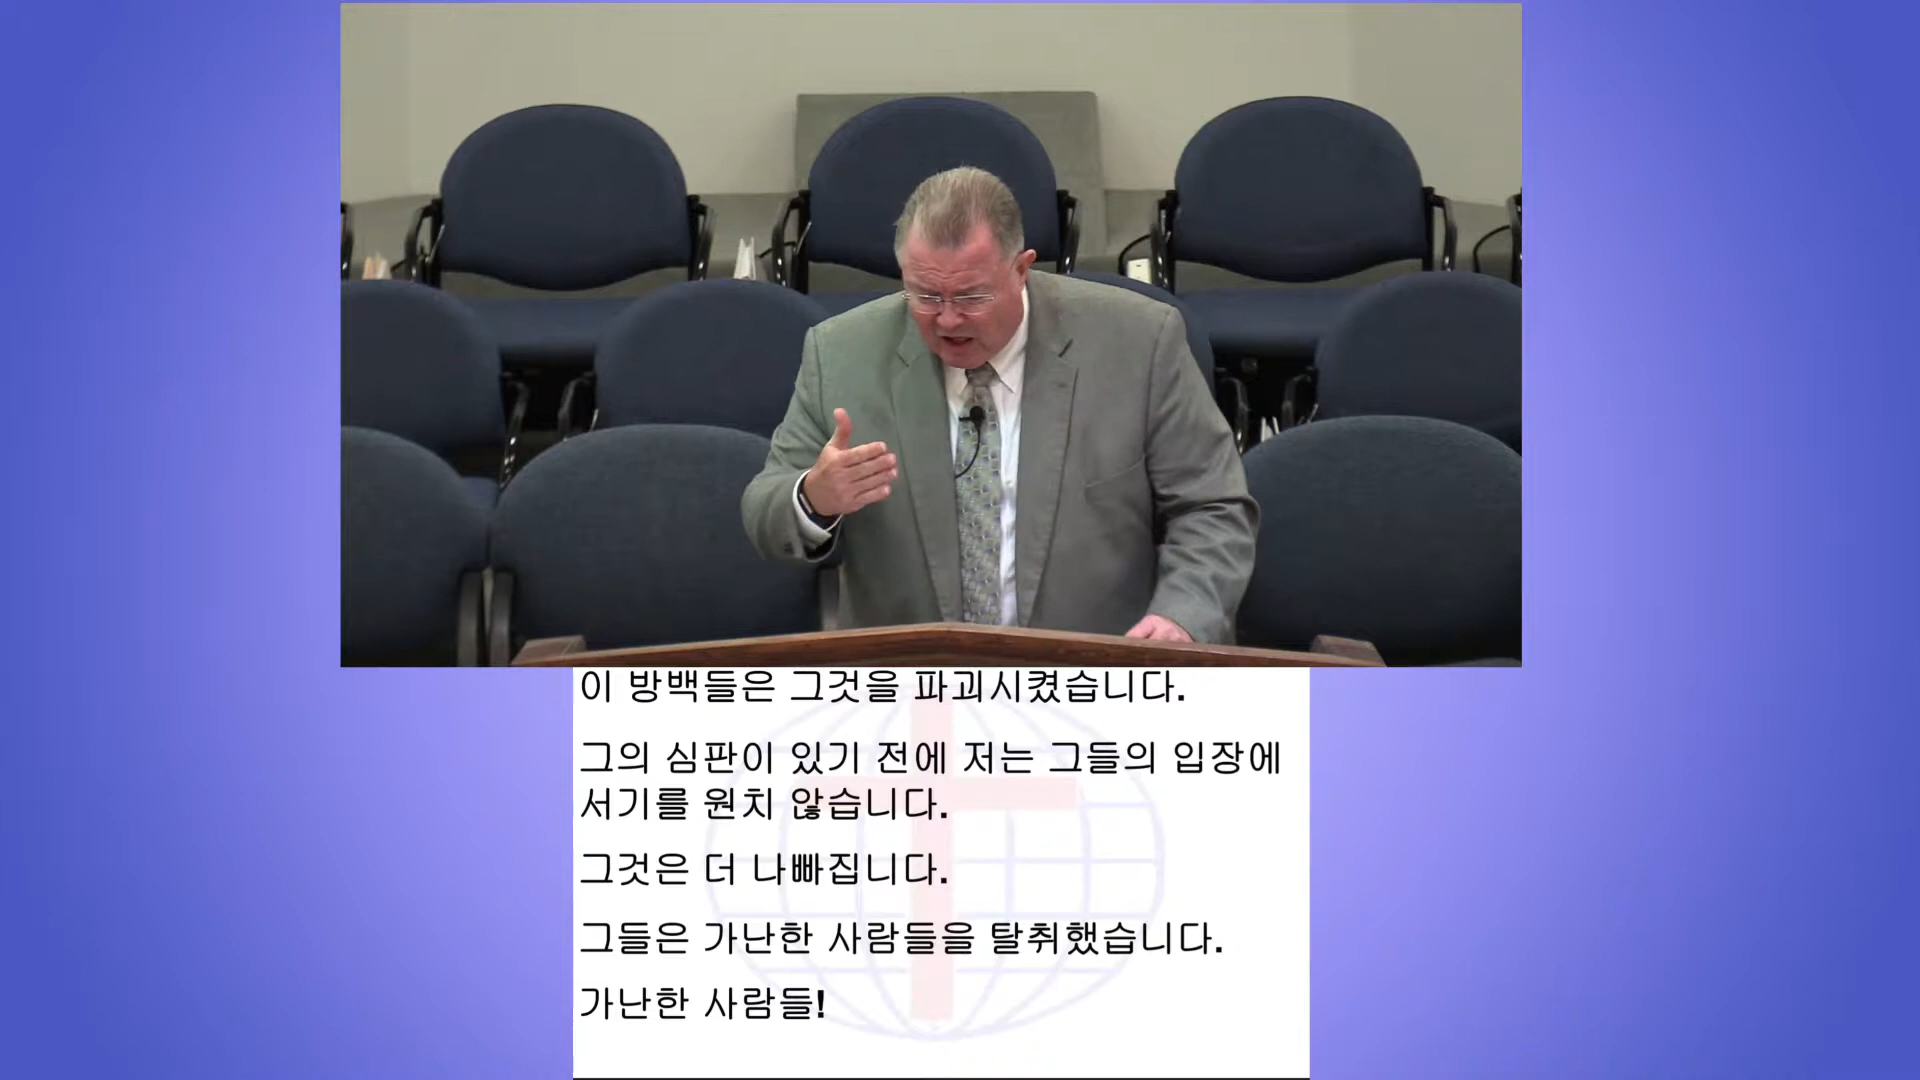 이 방백들은 그것을 파괴시켰습니다.
그의 심판이 있기 전에 저는 그들의 입장에
서기를 원치 않습니다.
그것은 더 나빠집니다.
그들은 가난한 사람들을 탈취했습니다.
가난한 사람들!